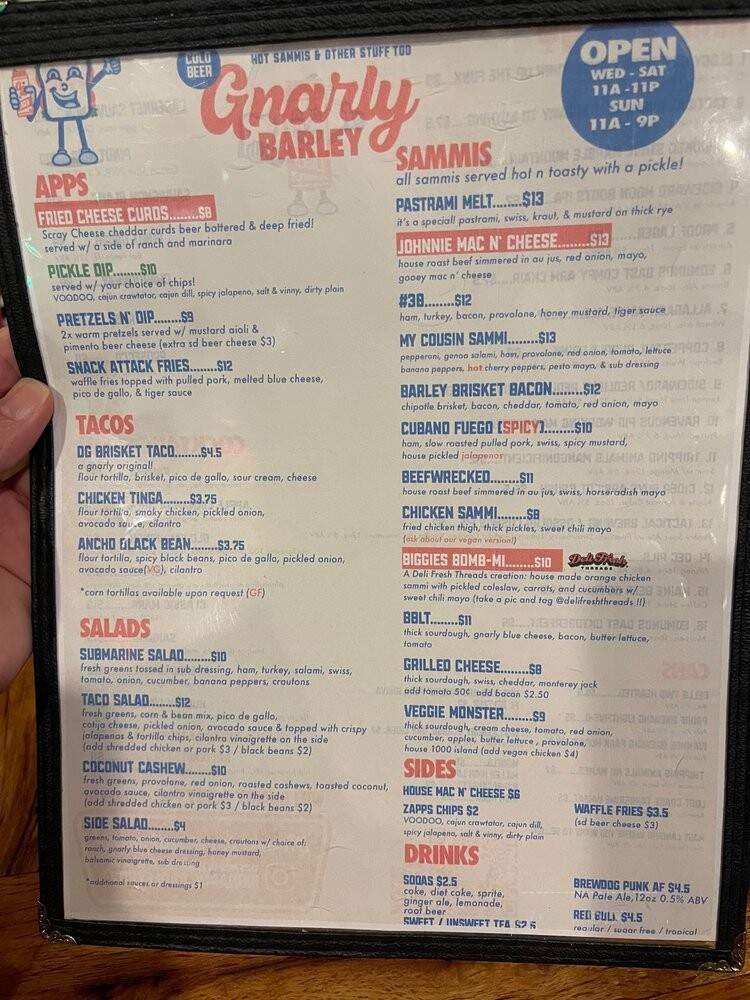 COLD
BEER
HOT SAMMIS & OTHER STUFF TOO
Gnarly
BARLEY
OPEN
WED - SAT
11A - 11P
SUN
11A - 9P
APPS
FRIED CHEESE CURDS........$8
Scray Cheese cheddar curds beer battered & deep fried!
served w/ a side of ranch and marinara
PICKLE DIP.......$10
served w/ your choice of chips!
VOODOO, cajun crawtator, cajun dill, spicy jalapeno, salt & vinny, dirty plain
PRETZELS N' DIP.......$9
2x warm pretzels served w/ mustard aioli &
pimento beer cheese (extra sd beer cheese $3)
SNACK ATTACK FRIES.......$12
waffle fries topped with pulled pork, melted blue cheese,
pico de gallo, & tiger sauce
TACOS
OG BRISKET TACO.......$4.5
a gnarly original!
flour tortilla, brisket, pico de gallo, sour cream, cheese
CHICKEN TINGA.......$3.75
flour tortilla, smoky chicken, pickled onion,
avocado sauce, cilantro
ANCHO BLACK BEAN.......$3.75
flour tortilla, spicy black beans, pico de gallo, pickled onion,
avocado sauce(VG), cilantro
*corn tortillas available upon request (GF)
SALADS
SUBMARINE SALAD.......$10
fresh greens tossed in sub dressing, ham, turkey, salami, swiss,
tomato, onion, cucumber, banana peppers, croutons
TACO SALAD.......$12
fresh greens, corn & bean mix, pico de gallo,
cotija cheese, pickled onion, avocado sauce & topped with crispy
jalapenos & tortilla chips, cilantro vinaigrette on the side
(add shredded chicken or pork $3 / black beans $2)
COCONUT CASHEW.......$10
fresh greens, provolone, red onion, roasted cashews, toasted coconut,
avocado sauce, cilantro vinaigrette on the side
(add shredded chicken or pork $3 / black beans $2)
SIDE SALAD.......$4
greens, tomato, onion, cucumber, cheese, croutons w/ choice of:
ranch, gnarly blue cheese dressing, honey mustard,
balsamic vinaigrette, sub dressing
*additional sauces or dressings $1
SAMMIS
all sammis served hot n toasty with a pickle!
PASTRAMI MELT.......$13
it's a special! pastrami, swiss, kraut, & mustard on thick rye
JOHNNIE MAC N' CHEESE........$13
house roast beef simmered in au jus, red onion, mayo,
gooey mac n' cheese
#38.......$12
ham, turkey, bacon, provolone, honey mustard, tiger sauce
MY COUSIN SAMMI.......$13
pepperoni, genoa salami, ham, provolone, red onion, tomato, lettuce
banana peppers, hot cherry peppers, pesto mayo, & sub dressing
BARLEY BRISKET BACON.......$12
chipotle brisket, bacon, cheddar, tomato, red onion, mayo
CUBANO FUEGO (SPICY).......$10
ham, slow roasted pulled pork, swiss, spicy mustard,
house pickled jalapenos
BEEFWRECKED.......$11
house roast beef simmered in au jus, swiss, horseradish mayo
CHICKEN SAMMI.......$8
fried chicken thigh, thick pickles, sweet chili mayo
(ask about our vegan version!)
BIGGIES BOMB-MI.......$10
Deli Fresh
THREADS
A Deli Fresh Threads creation: house made orange chicken
sammi with pickled coleslaw, carrots, and cucumbers w/
sweet chili mayo (take a pic and tag @delifreshthreads !!)
BBLT.......$11
thick sourdough, gnarly blue cheese, bacon, butter lettuce,
tomato
GRILLED CHEESE.......$8
thick sourdough, swiss, cheddar, monterey jack
add tomato 50¢ add bacon $2.50
VEGGIE MONSTER.......$9
thick sourdough, cream cheese, tomato, red onion,
cucumber, apples, butter lettuce , provolone,
house 1000 island (add vegan chicken $4)
SIDES
HOUSE MAC N' CHEESE $6
ZAPPS CHIPS $2
VOODOO, cajun crawtator, cajun dill,
spicy jalapeno, salt & vinny, dirty plain
WAFFLE FRIES $3.5
(sd beer cheese $3)
DRINKS
SODAS $2.5
coke, diet coke, sprite,
ginger ale, lemonade,
root beer
SWEET / UNSWEET TEA $2.5
BREWDOG PUNK AF $4.5
NA Pale Ale,12oz 0.5% ABV
RED BULL $4.5
regular / sugar free / tropical